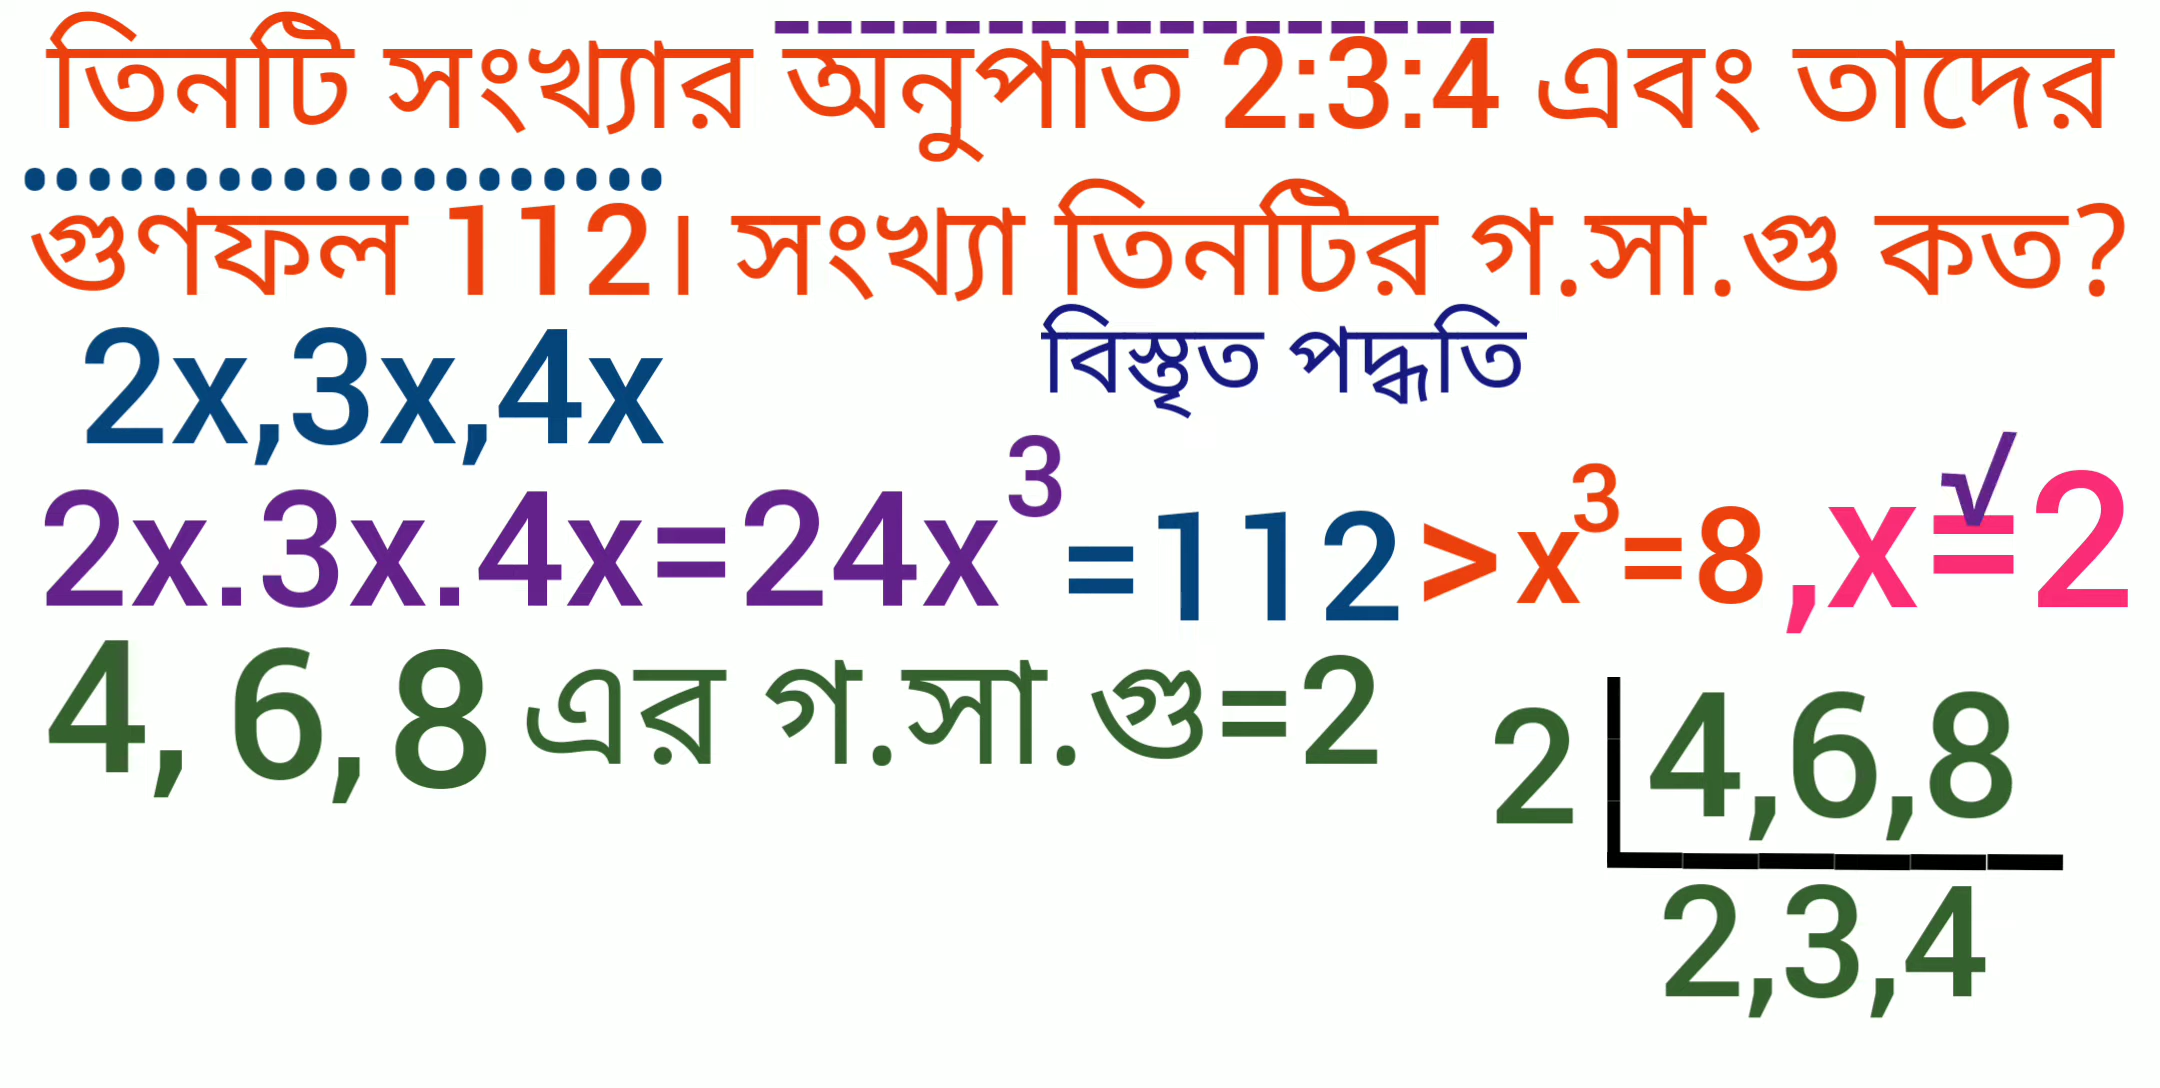 তিনটি সংখ্যার অনুপাত 2:3:4 এবং তাদের
গুণফল 112। সংখ্যা তিনটির গ.সা.গু কত?
2x,3x,4x
বিস্তৃত পদ্ধতি
2x.3x.4x=24x³=112>x³=8,x=2
√
4, 6,8 এর গ.সা.গু=2
2 4,6,8
2,3,4